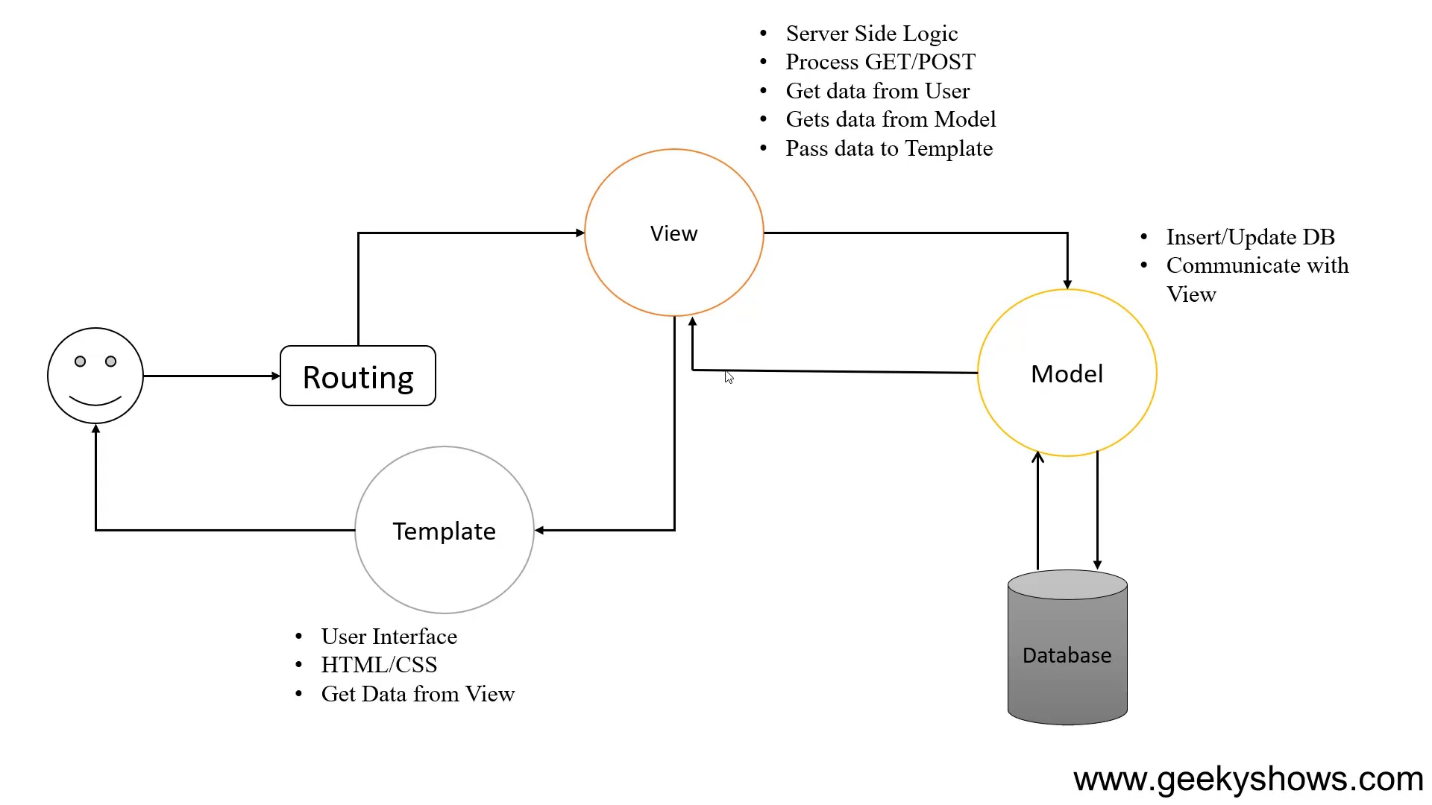 • Server Side Logic
• Process GET/POST
• Get data from User
• Gets data from Model
• Pass data to Template
View
• Insert/Update DB
• Communicate with
View
Routing
Model
Template
• User Interface
• HTML/CSS
• Get Data from View
Database
www.geekyshows.com